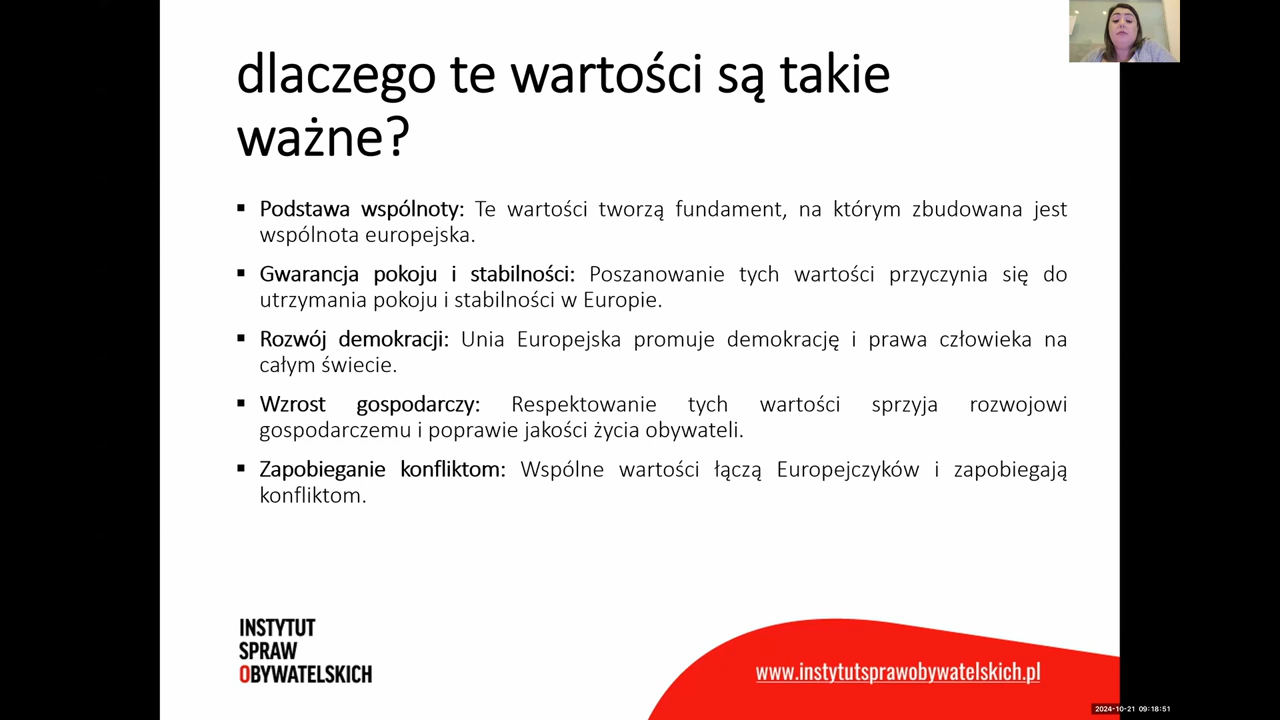 dlaczego te wartości są takie
ważne?
▪ Podstawa wspólnoty: Te wartości tworzą fundament, na którym zbudowana jest
wspólnota europejska.
▪ Gwarancja pokoju i stabilności: Poszanowanie tych wartości przyczynia się do
utrzymania pokoju i stabilności w Europie.
▪ Rozwój demokracji: Unia Europejska promuje demokrację i prawa człowieka na
całym świecie.
▪ Wzrost gospodarczy: Respektowanie tych wartości sprzyja rozwojowi
gospodarczemu i poprawie jakości życia obywateli.
▪ Zapobieganie konfliktom: Wspólne wartości łączą Europejczyków i zapobiegają
konfliktom.
INSTYTUT
SPRAW
OBYWATELSKICH
www.instytutsprawobywatelskich.pl
2024-10-21 09:18:51